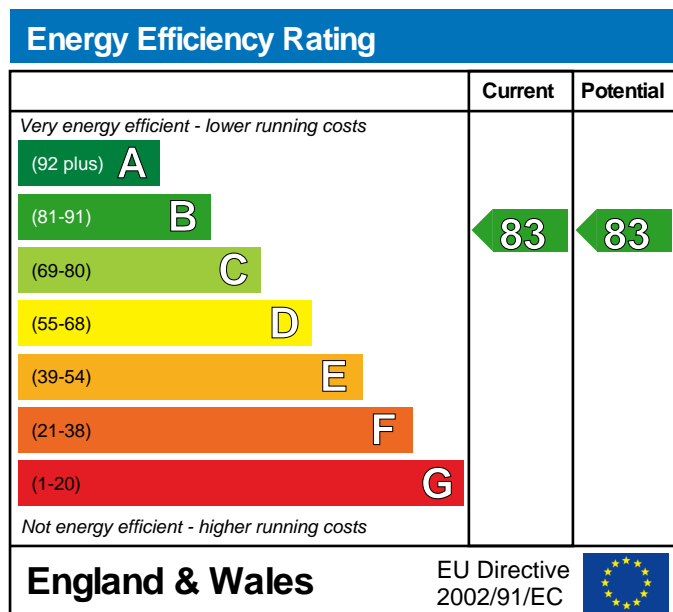 Energy Efficiency Rating
Current Potential
Very energy efficient - lower running costs
(92 plus) A
(81-91) B
83 83
(69-80) C
(55-68) D
(39-54) E
(21-38) F
(1-20) G
Not energy efficient - higher running costs
England & Wales
EU Directive
2002/91/EC